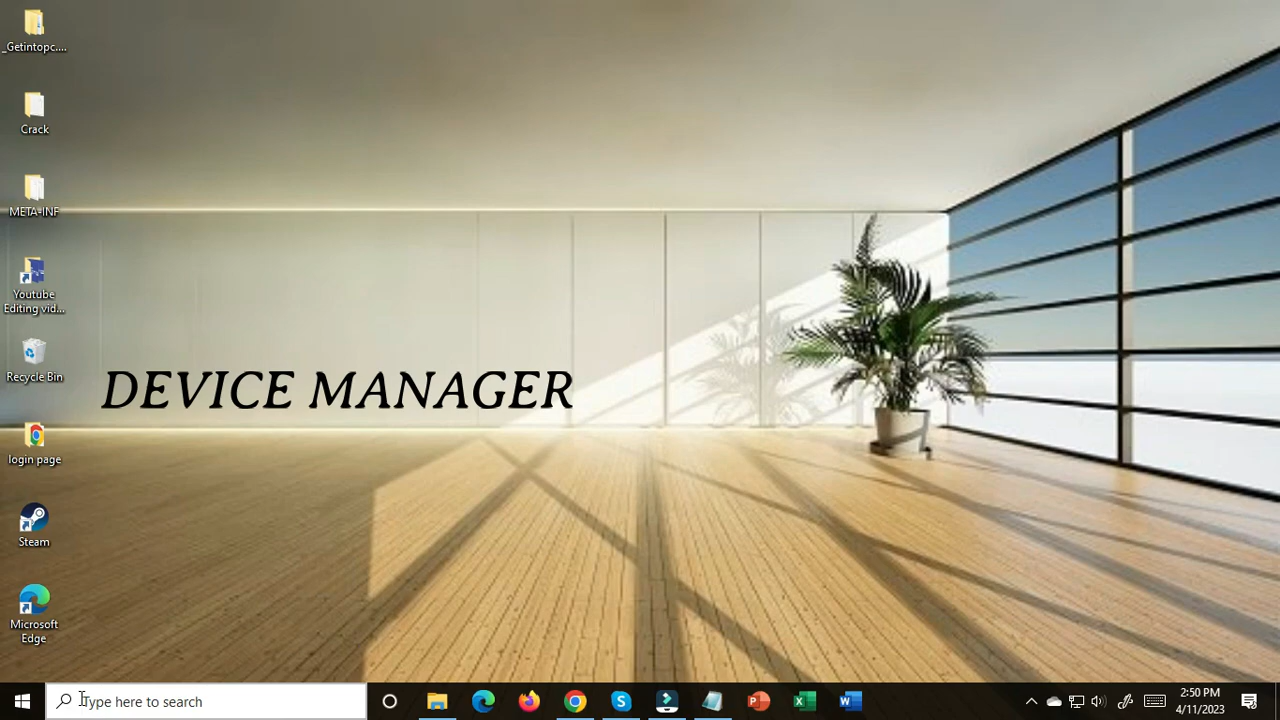 _Getintopc....
Crack
META-INF
Youtube
Editing vid...
Recycle Bin
DEVICE MANAGER
login page
Steam
Microsoft
Edge
Type here to search
2:50 PM
4/11/2023